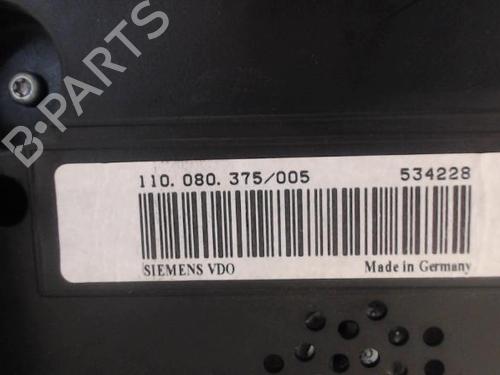 B-PARTS
110. 080. 375/005 534228
SIEMENS VDO Made in Germany